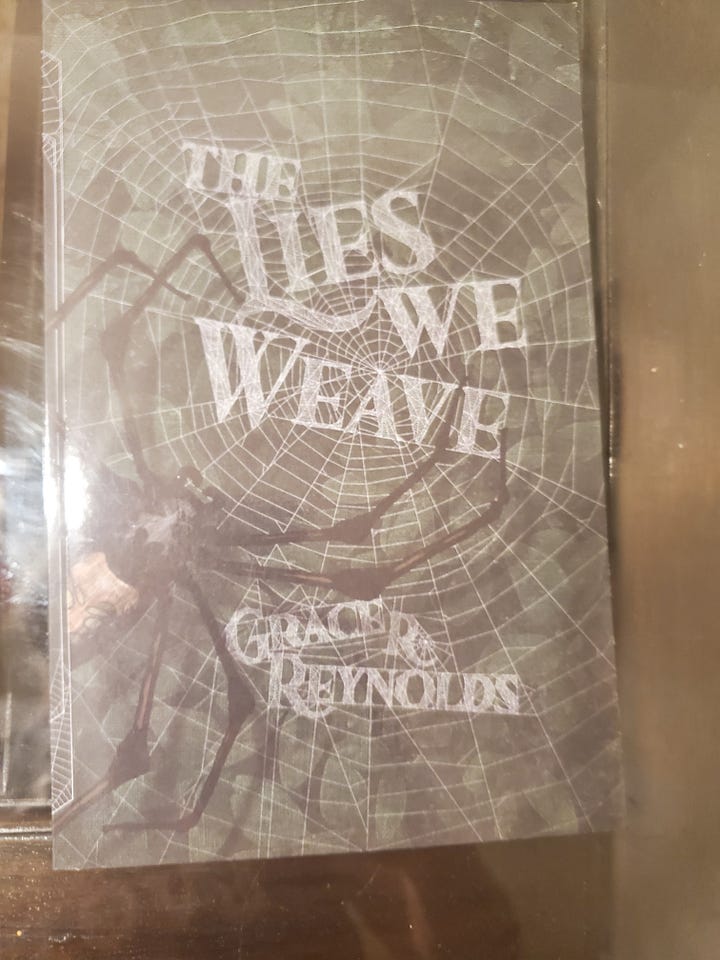 THE
LIES
WE
WEAVE
GRACE R.
REYNOLDS